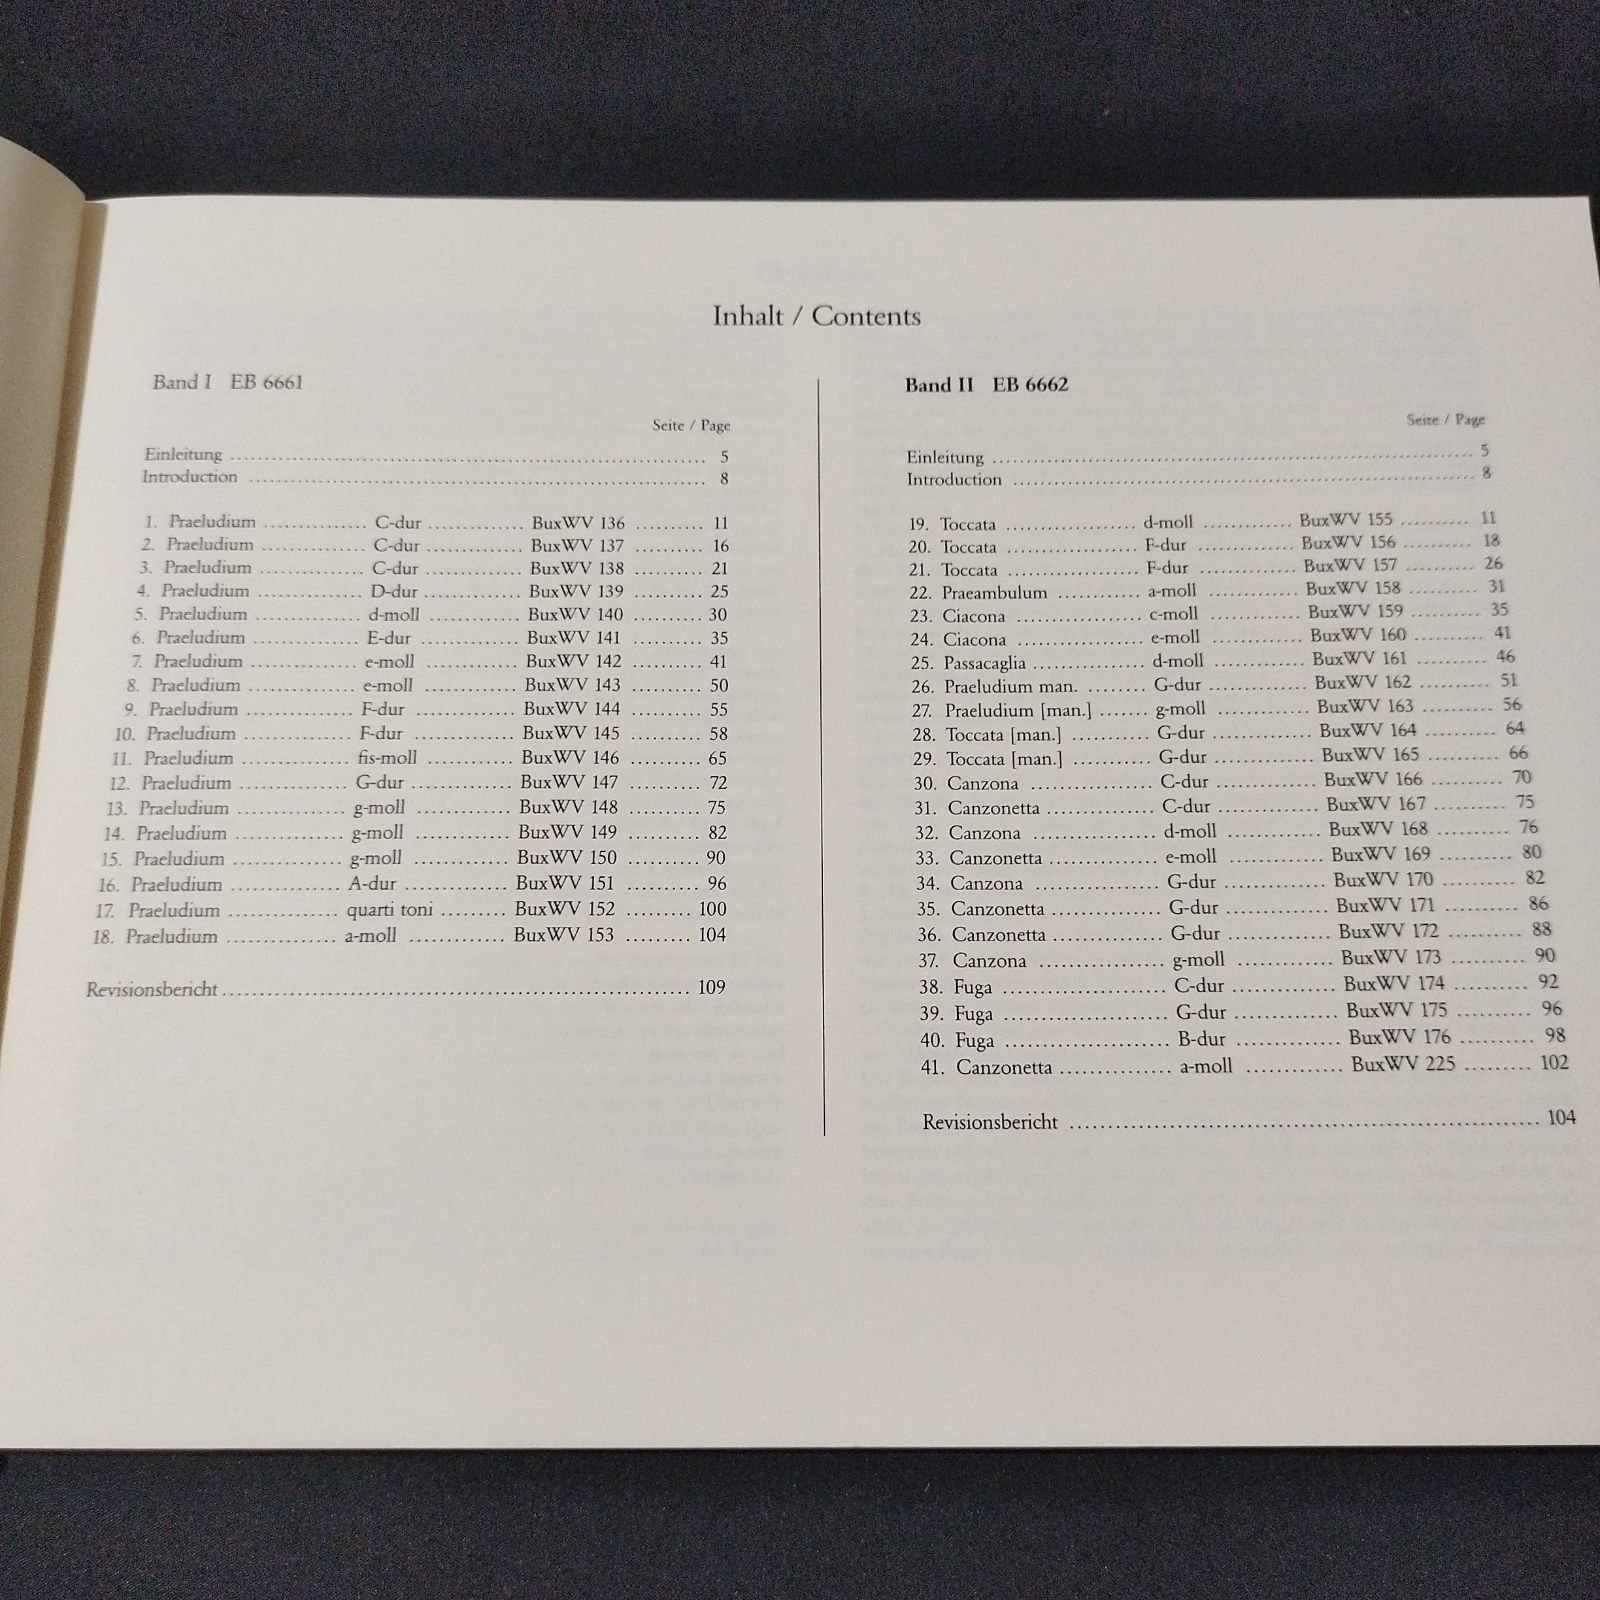 Inhalt / Contents
Band I EB 6661
Seite / Page
Einleitung .......... 5
Introduction .......... 8
1. Praeludium .......... C-dur .......... BuxWV 136 .......... 11
2. Praeludium .......... C-dur .......... BuxWV 137 .......... 16
3. Praeludium .......... C-dur .......... BuxWV 138 .......... 21
4. Praeludium .......... D-dur .......... BuxWV 139 .......... 25
5. Praeludium .......... d-moll .......... BuxWV 140 .......... 30
6. Praeludium .......... E-dur .......... BuxWV 141 .......... 35
7. Praeludium .......... e-moll .......... BuxWV 142 .......... 41
8. Praeludium .......... e-moll .......... BuxWV 143 .......... 50
9. Praeludium .......... F-dur .......... BuxWV 144 .......... 55
10. Praeludium .......... F-dur .......... BuxWV 145 .......... 58
11. Praeludium .......... fis-moll .......... BuxWV 146 .......... 65
12. Praeludium .......... G-dur .......... BuxWV 147 .......... 72
13. Praeludium .......... g-moll .......... BuxWV 148 .......... 75
14. Praeludium .......... g-moll .......... BuxWV 149 .......... 82
15. Praeludium .......... g-moll .......... BuxWV 150 .......... 90
16. Praeludium .......... A-dur .......... BuxWV 151 .......... 96
17. Praeludium .......... quarti toni .......... BuxWV 152 .......... 100
18. Praeludium .......... a-moll .......... BuxWV 153 .......... 104
Revisionsbericht .......... 109
Band II EB 6662
Seite / Page
Einleitung .......... 5
Introduction .......... 8
19. Toccata .......... d-moll .......... BuxWV 155 .......... 11
20. Toccata .......... F-dur .......... BuxWV 156 .......... 18
21. Toccata .......... F-dur .......... BuxWV 157 .......... 26
22. Praeambulum .......... a-moll .......... BuxWV 158 .......... 31
23. Ciacona .......... c-moll .......... BuxWV 159 .......... 35
24. Ciacona .......... e-moll .......... BuxWV 160 .......... 41
25. Passacaglia .......... d-moll .......... BuxWV 161 .......... 46
26. Praeludium man. .......... G-dur .......... BuxWV 162 .......... 51
27. Praeludium [man.] .......... g-moll .......... BuxWV 163 .......... 56
28. Toccata [man.] .......... G-dur .......... BuxWV 164 .......... 64
29. Toccata [man.] .......... G-dur .......... BuxWV 165 .......... 66
30. Canzona .......... C-dur .......... BuxWV 166 .......... 70
31. Canzonetta .......... C-dur .......... BuxWV 167 .......... 75
32. Canzona .......... d-moll .......... BuxWV 168 .......... 76
33. Canzonetta .......... e-moll .......... BuxWV 169 .......... 80
34. Canzona .......... G-dur .......... BuxWV 170 .......... 82
35. Canzonetta .......... G-dur .......... BuxWV 171 .......... 86
36. Canzonetta .......... G-dur .......... BuxWV 172 .......... 88
37. Canzona .......... g-moll .......... BuxWV 173 .......... 90
38. Fuga .......... C-dur .......... BuxWV 174 .......... 92
39. Fuga .......... G-dur .......... BuxWV 175 .......... 96
40. Fuga .......... B-dur .......... BuxWV 176 .......... 98
41. Canzonetta .......... a-moll .......... BuxWV 225 .......... 102
Revisionsbericht .......... 104